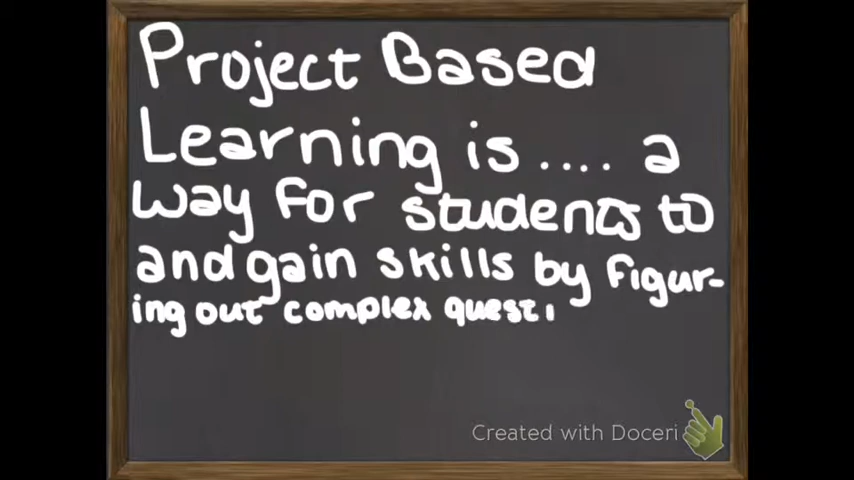 Project Based
Learning is .... a
way for students to
and gain skills by figur-
ing out complex questi
Created with Doceri